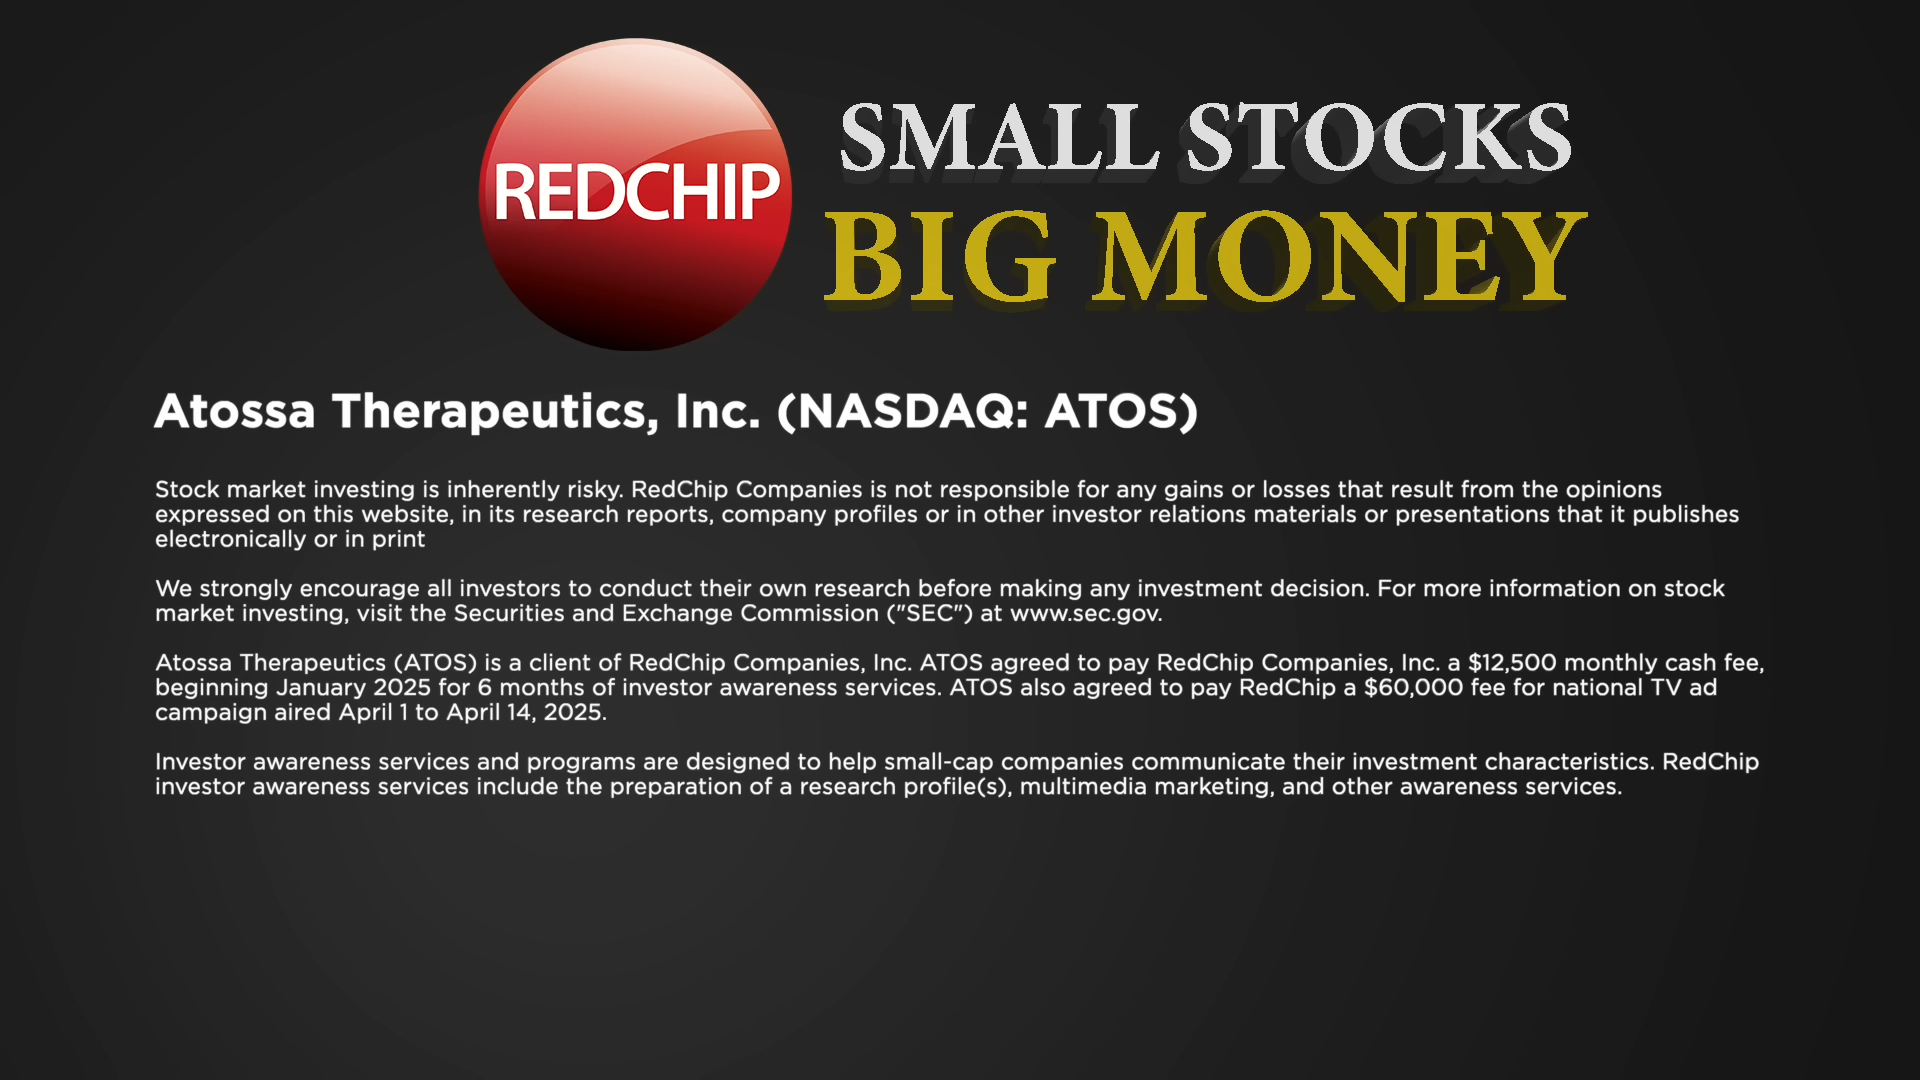 REDCHIP
SMALL STOCKS
BIG MONEY
Atossa Therapeutics, Inc. (NASDAQ: ATOS)
Stock market investing is inherently risky. RedChip Companies is not responsible for any gains or losses that result from the opinions
expressed on this website, in its research reports, company profiles or in other investor relations materials or presentations that it publishes
electronically or in print
We strongly encourage all investors to conduct their own research before making any investment decision. For more information on stock
market investing, visit the Securities and Exchange Commission ("SEC") at www.sec.gov.
Atossa Therapeutics (ATOS) is a client of RedChip Companies, Inc. ATOS agreed to pay RedChip Companies, Inc. a $12,500 monthly cash fee,
beginning January 2025 for 6 months of investor awareness services. ATOS also agreed to pay RedChip a $60,000 fee for national TV ad
campaign aired April 1 to April 14, 2025.
Investor awareness services and programs are designed to help small-cap companies communicate their investment characteristics. RedChip
investor awareness services include the preparation of a research profile(s), multimedia marketing, and other awareness services.